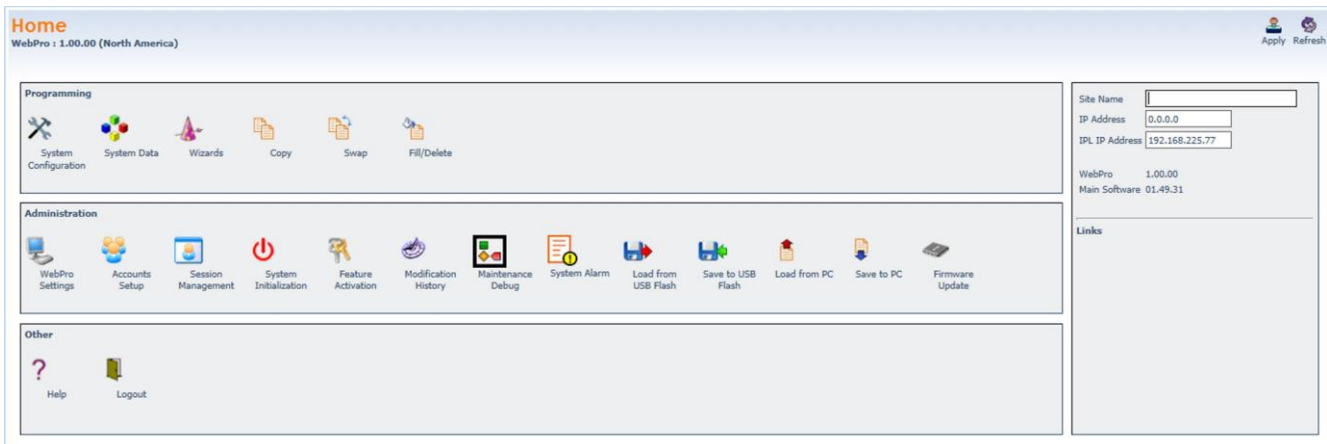 Home
WebPro : 1.00.00 (North America)
Apply Refresh
Programming
System Configuration
System Data
Wizards
Copy
Swap
Fill/Delete
Administration
WebPro Settings
Accounts Setup
Session Management
System Initialization
Feature Activation
Modification History
Maintenance Debug
System Alarm
Load from USB Flash
Save to USB Flash
Load from PC
Save to PC
Firmware Update
Other
?
Help
Logout
Site Name
IP Address 0.0.0.0
IPL IP Address 192.168.225.77
WebPro 1.00.00
Main Software 01.49.31
Links